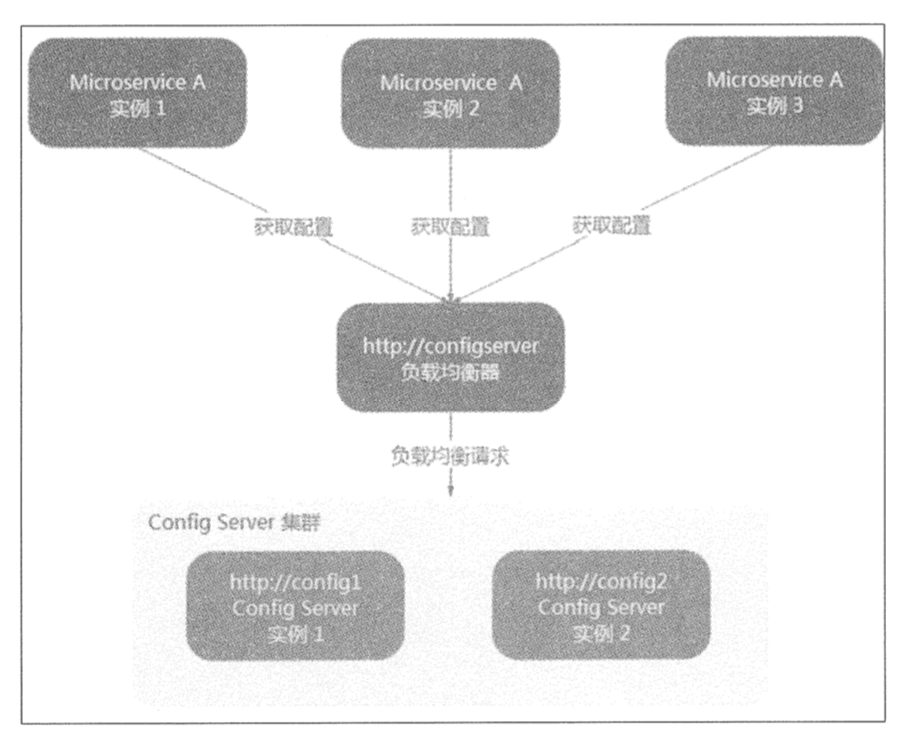 Microservice A
实例 1
Microservice A
实例 2
Microservice A
实例 3
获取配置
获取配置
获取配置
http://configserver
负载均衡器
负载均衡请求
Config Server 集群
http://config1
Config Server
实例 1
http://config2
Config Server
实例 2